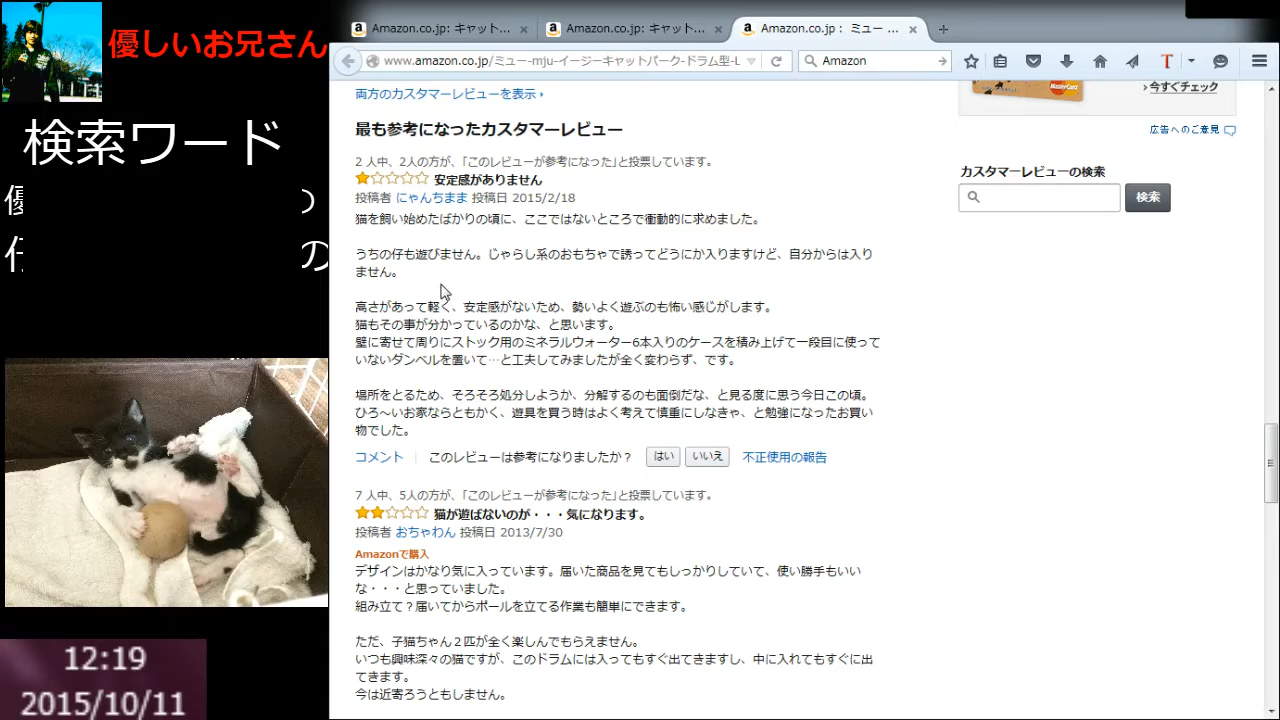 優しいお兄さん
検索ワード
の
12:19
2015/10/11
Amazon.co.jp: キャット...
Amazon.co.jp: キャット...
Amazon.co.jp： ミュー ...
www.amazon.co.jp/ミュー-mju-イージーキャットパーク-ドラム型-L
Amazon
両方のカスタマーレビューを表示
最も参考になったカスタマーレビュー
2 人中、2人の方が、「このレビューが参考になった」と投票しています。
安定感がありません
投稿者 にゃんちまま 投稿日 2015/2/18
猫を飼い始めたばかりの頃に、ここではないところで衝動的に求めました。
うちの仔も遊びません。じゃらし系のおもちゃで誘ってどうにか入りますけど、自分からは入り
ません。
高さがあって軽く、安定感がないため、勢いよく遊ぶのも怖い感じがします。
猫もその事が分かっているのかな、と思います。
壁に寄せて周りにストック用のミネラルウォーター6本入りのケースを積み上げて一段目に使って
いないダンベルを置いて…と工夫してみましたが全く変わらず、です。
場所をとるため、そろそろ処分しようか、分解するのも面倒だな、と見る度に思う今日この頃。
ひろ～いお家ならともかく、遊具を買う時はよく考えて慎重にしなきゃ、と勉強になったお買い
物でした。
コメント このレビューは参考になりましたか？ はい いいえ 不正使用の報告
7 人中、5人の方が、「このレビューが参考になった」と投票しています。
猫が遊ばないのが・・・気になります。
投稿者 おちゃわん 投稿日 2013/7/30
Amazonで購入
デザインはかなり気に入っています。届いた商品を見てもしっかりしていて、使い勝手もいい
な・・・と思っていました。
組み立て？届いてからポールを立てる作業も簡単にできます。
ただ、子猫ちゃん２匹が全く楽しんでもらえません。
いつも興味深々の猫ですが、このドラムには入ってもすぐ出てきますし、中に入れてもすぐに出
てきます。
今は近寄ろうともしません。
MasterCard
今すぐチェック
広告へのご意見
カスタマーレビューの検索
検索